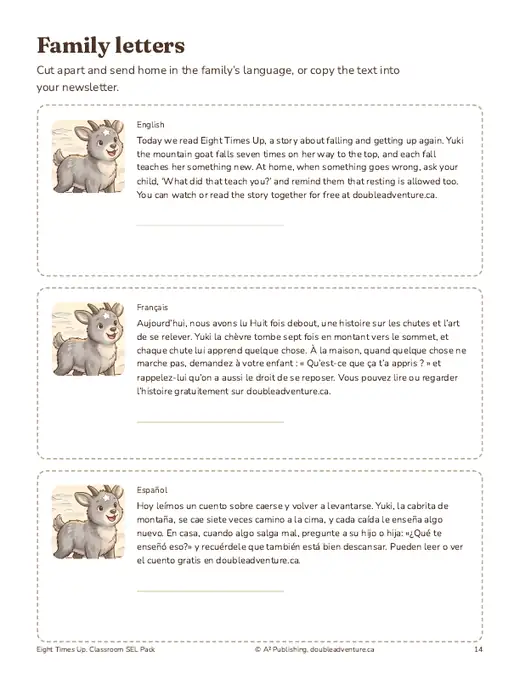 Family letters
Cut apart and send home in the family's language, or copy the text into
your newsletter.
English
Today we read Eight Times Up, a story about falling and getting up again. Yuki
the mountain goat falls seven times on her way to the top, and each fall
teaches her something new. At home, when something goes wrong, ask your
child, 'What did that teach you?' and remind them that resting is allowed too.
You can watch or read the story together for free at doubleadventure.ca.
Français
Aujourd'hui, nous avons lu Huit fois debout, une histoire sur les chutes et l'art
de se relever. Yuki la chèvre tombe sept fois en montant vers le sommet, et
chaque chute lui apprend quelque chose. À la maison, quand quelque chose ne
marche pas, demandez à votre enfant : « Qu'est-ce que ça t'a appris ? » et
rappelez-lui qu'on a aussi le droit de se reposer. Vous pouvez lire ou regarder
l'histoire gratuitement sur doubleadventure.ca.
Español
Hoy leímos un cuento sobre caerse y volver a levantarse. Yuki, la cabrita de
montaña, se cae siete veces camino a la cima, y cada caída le enseña algo
nuevo. En casa, cuando algo salga mal, pregunte a su hijo o hija: «¿Qué te
enseñó eso?» y recuérdele que también está bien descansar. Pueden leer o ver
el cuento gratis en doubleadventure.ca.
Eight Times Up, Classroom SEL Pack
© A² Publishing, doubleadventure.ca
14